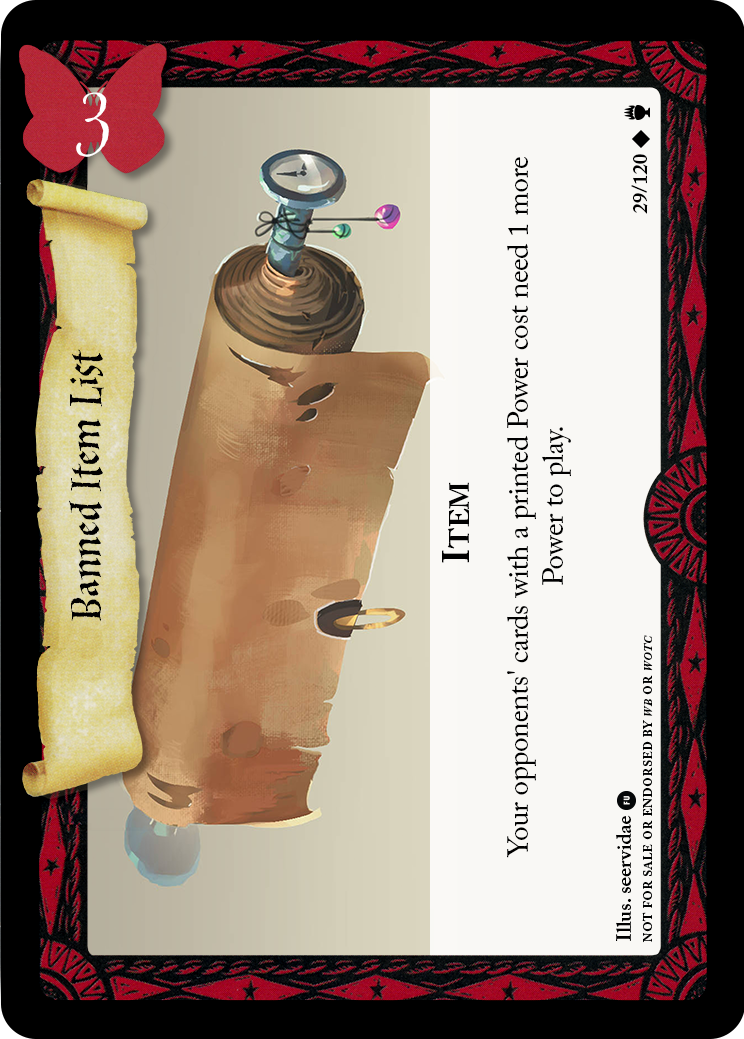 3
Banned Item List
ITEM
Your opponents' cards with a printed Power cost need 1 more
Power to play.
Illus. seervidae FU
NOT FOR SALE OR ENDORSED BY WB OR WOTC
29/120